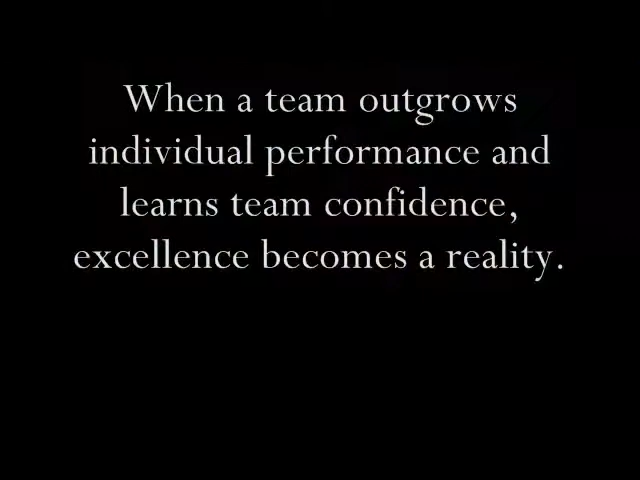 When a team outgrows
individual performance and
learns team confidence,
excellence becomes a reality.